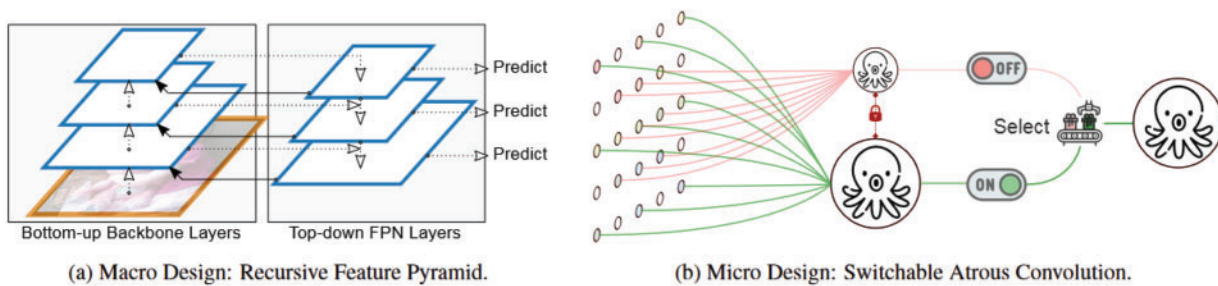 Predict
Predict
Predict
Bottom-up Backbone Layers
Top-down FPN Layers
(a) Macro Design: Recursive Feature Pyramid.
OFF
Select
ON
(b) Micro Design: Switchable Atrous Convolution.